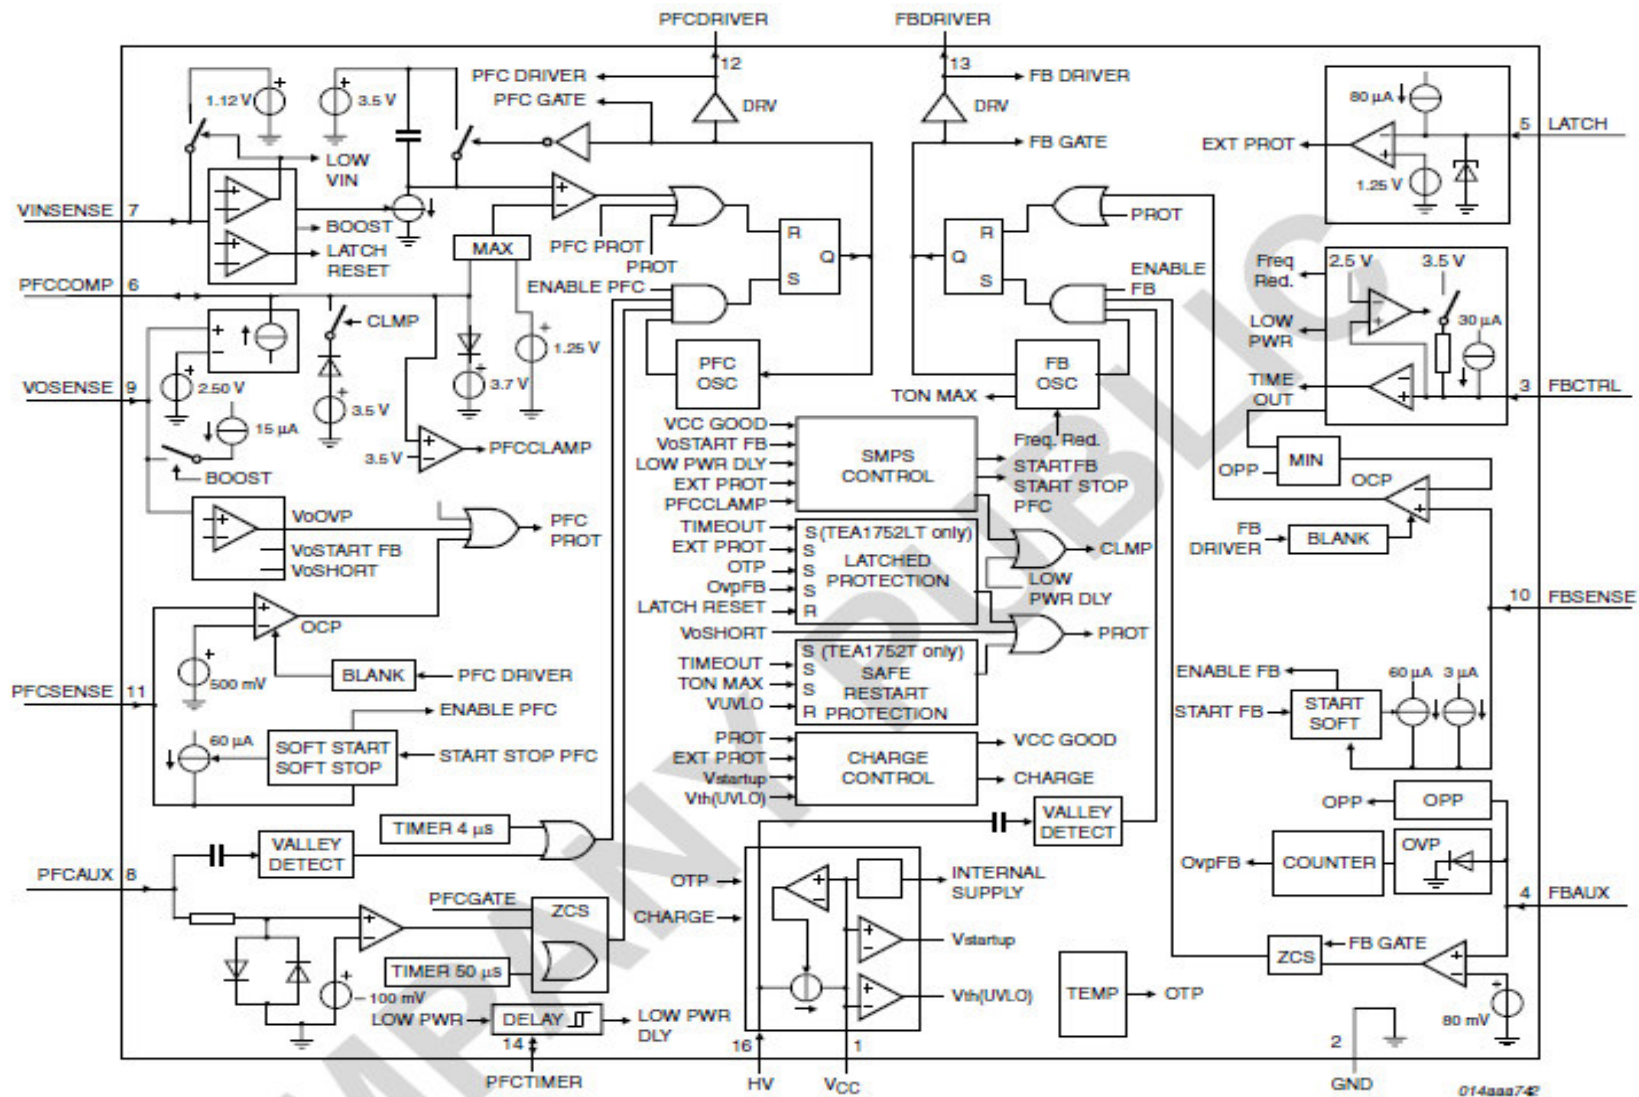 PFCDRIVER
FBDRIVER
12
13
PFC DRIVER
FB DRIVER
PFC GATE
DRV
DRV
FB GATE
1.12 V
3.5 V
80 µA
5 LATCH
EXT PROT
1.25 V
LOW
VIN
VINSENSE 7
BOOST
LATCH
RESET
MAX
PFC PROT
PROT
R
Q
S
R
Q
S
PROT
ENABLE PFC
ENABLE
FB
Freq
Red.
2.5 V
3.5 V
PFCCOMP 6
CLMP
LOW
PWR
30 µA
1.25 V
PFC
OSC
FB
OSC
2.50 V
3.7 V
TIME
OUT
VOSENSE 9
3.5 V
TON MAX
3 FBCTRL
15 µA
VCC GOOD
VoSTART FB
LOW PWR DLY
EXT PROT
PFCCLAMP
SMPS
CONTROL
Freq. Red.
STARTFB
START STOP
PFC
PFCCLAMP
3.5 V
BOOST
OPP
MIN
OCP
VoOVP
VoSTART FB
VoSHORT
PFC
PROT
TIMEOUT
EXT PROT
OTP
OvpFB
LATCH RESET
S (TEA1752LT only)
S
S
S
R
LATCHED
PROTECTION
CLMP
LOW
PWR DLY
FB
DRIVER
BLANK
10 FBSENSE
OCP
VoSHORT
PROT
500 mV
BLANK
PFC DRIVER
PFCSENSE 11
TIMEOUT
TON MAX
VUVLO
S (TEA1752T only)
S
S
R
SAFE
RESTART
PROTECTION
ENABLE FB
60 µA
3 µA
START FB
START
SOFT
ENABLE PFC
60 µA
SOFT START
SOFT STOP
START STOP PFC
PROT
EXT PROT
Vstartup
Vth(UVLO)
CHARGE
CONTROL
VCC GOOD
CHARGE
OPP
OPP
TIMER 4 µs
VALLEY
DETECT
VALLEY
DETECT
PFCAUX 8
OvpFB
COUNTER
OVP
OTP
INTERNAL
SUPPLY
4 FBAUX
PFCGATE
ZCS
CHARGE
Vstartup
FB GATE
ZCS
TIMER 50 µs
Vth(UVLO)
TEMP
OTP
– 100 mV
80 mV
LOW PWR
DELAY
LOW PWR
DLY
14
16
1
2
PFCTIMER
HV
VCC
GND
014aaa742
MPANY PUBLIC